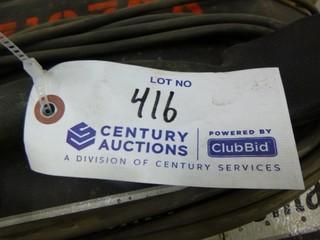 LOT NO
416
CENTURY
AUCTIONS
POWERED BY
ClubBid
A DIVISION OF CENTURY SERVICES